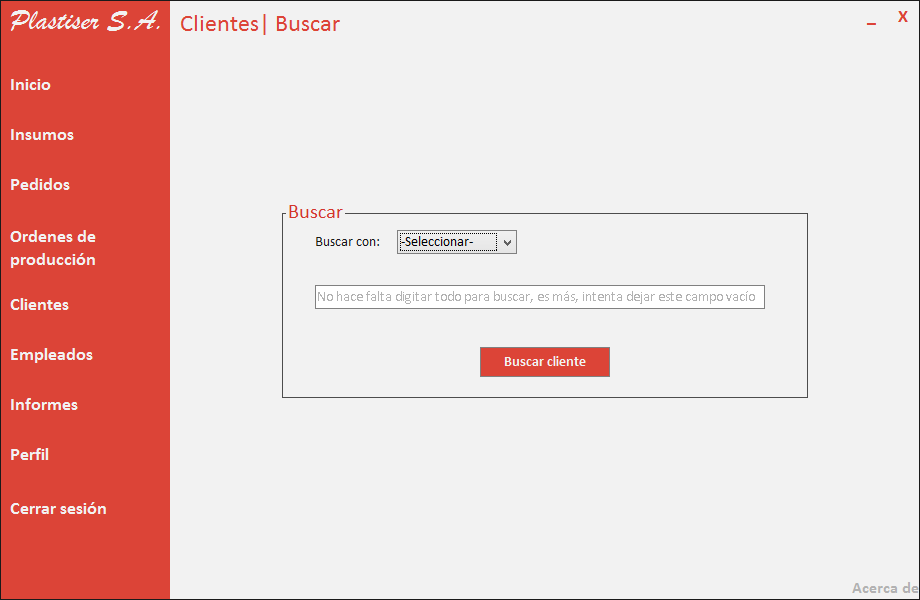 Plastiser S.A.
Clientes| Buscar
_ X
Inicio
Insumos
Pedidos
Ordenes de
producción
Clientes
Empleados
Informes
Perfil
Cerrar sesión
Buscar
Buscar con: -Seleccionar-
No hace falta digitar todo para buscar, es más, intenta dejar este campo vacío
Buscar cliente
Acerca de